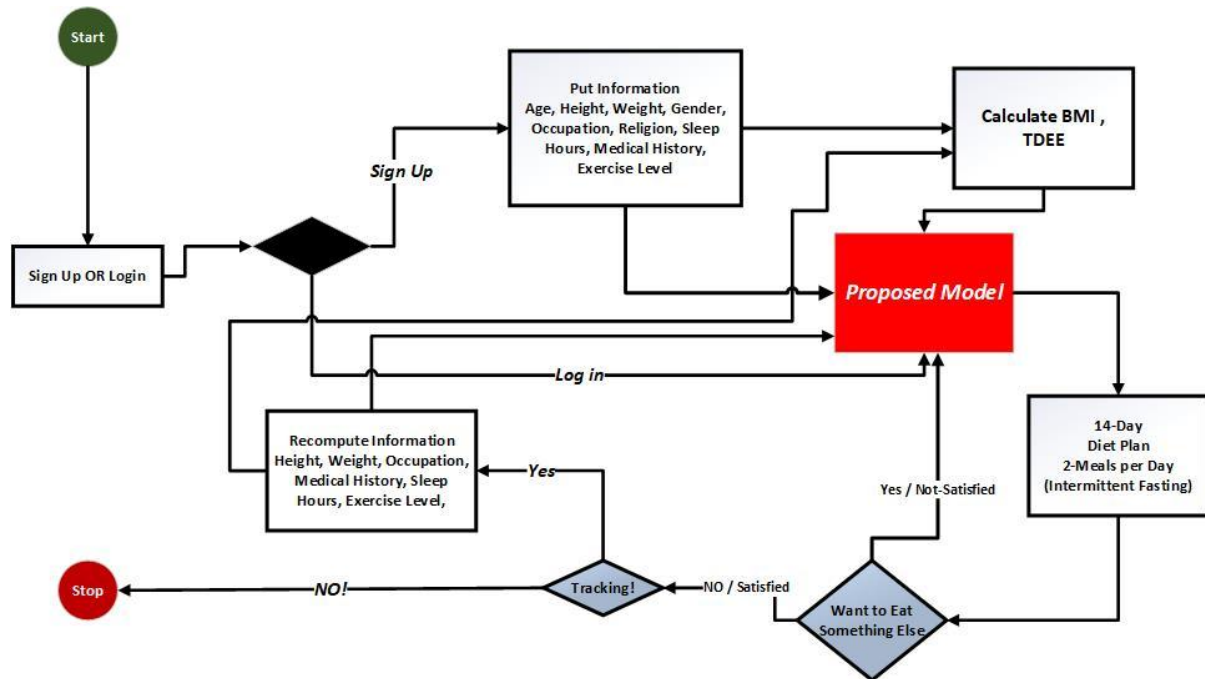 Start
Put Information
Age, Height, Weight, Gender,
Occupation, Religion, Sleep
Hours, Medical History,
Exercise Level
Calculate BMI ,
TDEE
Sign Up
Sign Up OR Login
Proposed Model
Log in
Recompute Information
Height, Weight, Occupation,
Medical History, Sleep
Hours, Exercise Level,
Yes
Yes / Not-Satisfied
14-Day
Diet Plan
2-Meals per Day
(Intermittent Fasting)
Stop
NO!
Tracking!
NO / Satisfied
Want to Eat
Something Else